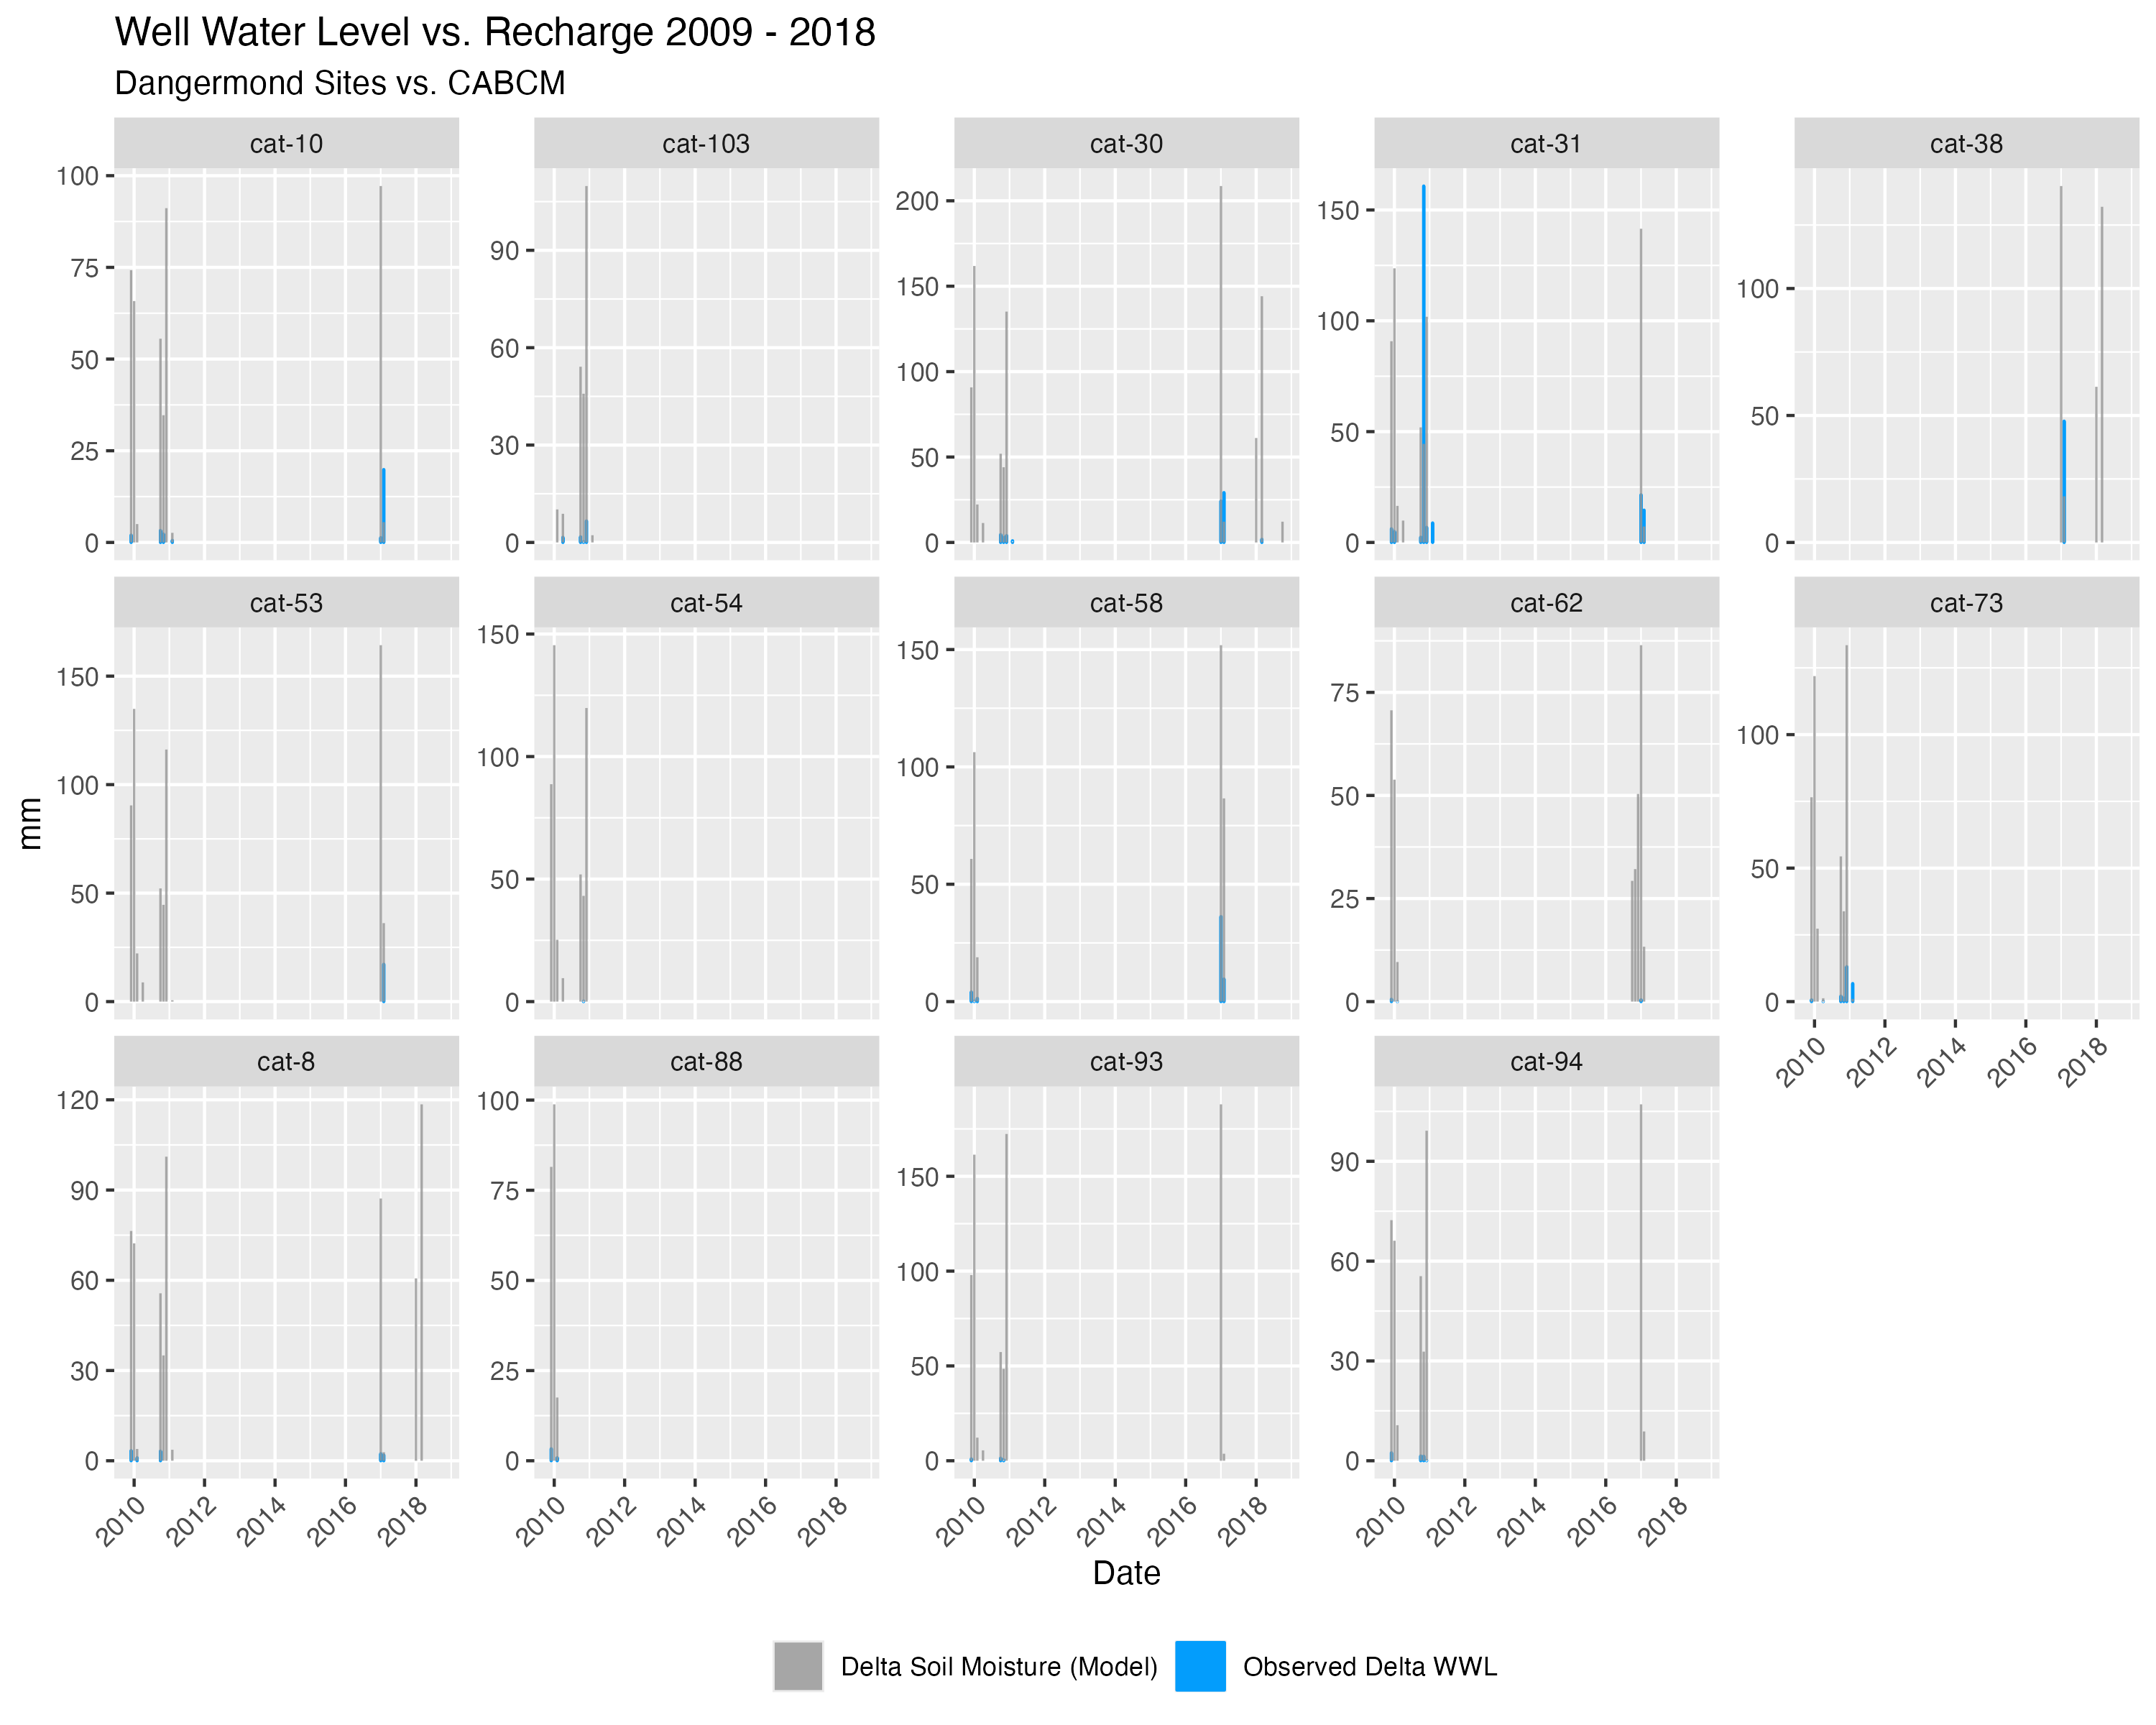 Well Water Level vs. Recharge 2009 - 2018
Dangermond Sites vs. CABCM
cat-10 cat-103 cat-30 cat-31 cat-38
100 75 50 25 0
90 60 30 0
200 150 100 50 0
150 100 50 0
100 50 0
cat-53 cat-54 cat-58 cat-62 cat-73
150 100 50 0
150 100 50 0
150 100 50 0
75 50 25 0
100 50 0
2010 2012 2014 2016 2018
mm
cat-8 cat-88 cat-93 cat-94
120 90 60 30 0
100 75 50 25 0
150 100 50 0
90 60 30 0
2010 2012 2014 2016 2018
2010 2012 2014 2016 2018
2010 2012 2014 2016 2018
2010 2012 2014 2016 2018
Date
Delta Soil Moisture (Model) Observed Delta WWL